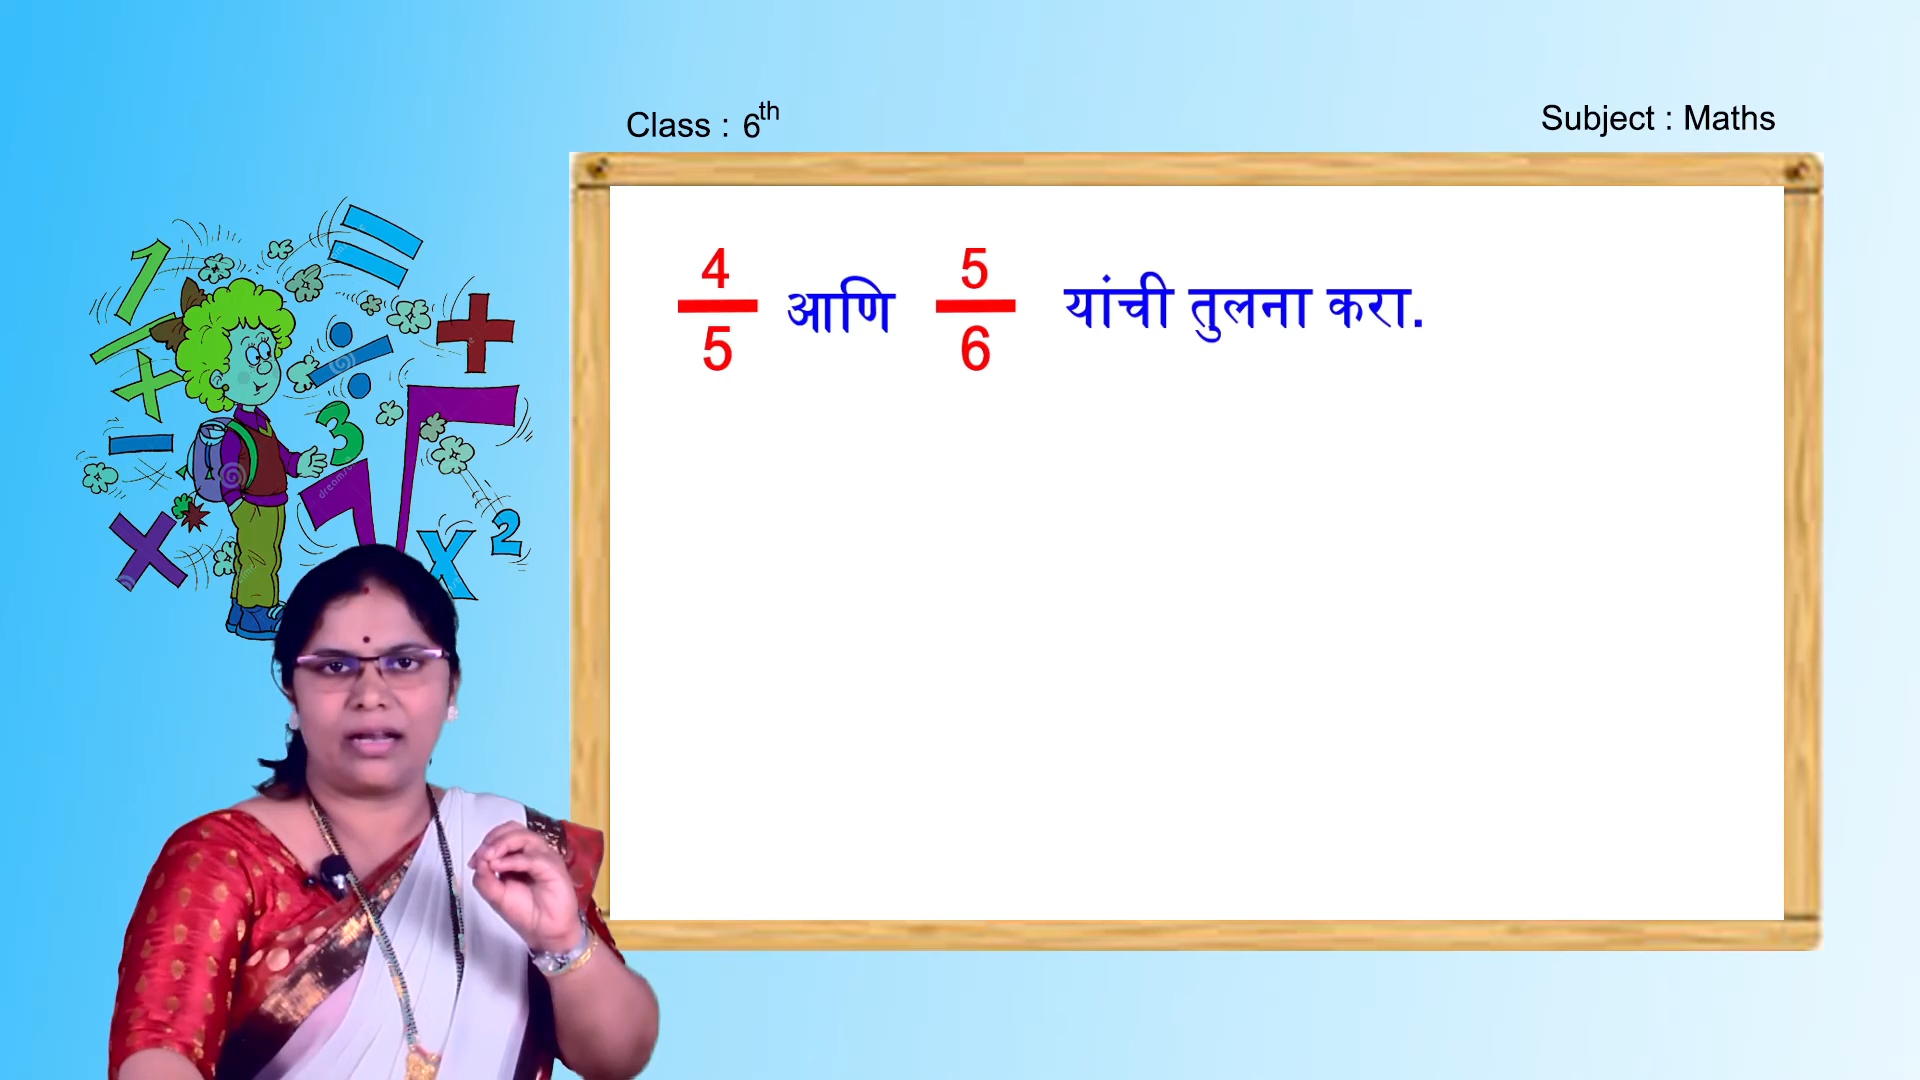 Class : 6th
Subject : Maths
4/5 आणि 5/6 यांची तुलना करा.